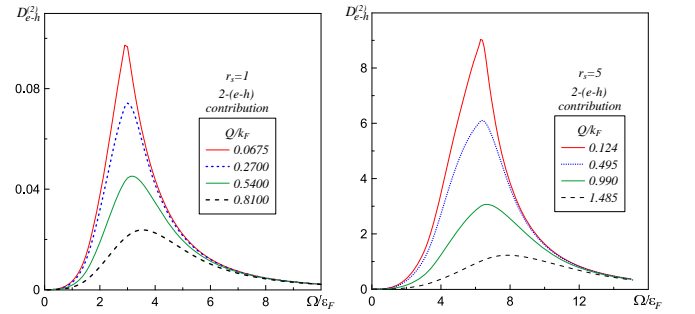 D_{e-h}^{(2)}
0.08
0.04
0
0 2 4 6 8
Ω/ε_F
r_s=1
2-(e-h)
contribution
Q/k_F
0.0675
0.2700
0.5400
0.8100
D_{e-h}^{(2)}
8
6
4
2
0
0 4 8 12
Ω/ε_F
r_s=5
2-(e-h)
contribution
Q/k_F
0.124
0.495
0.990
1.485